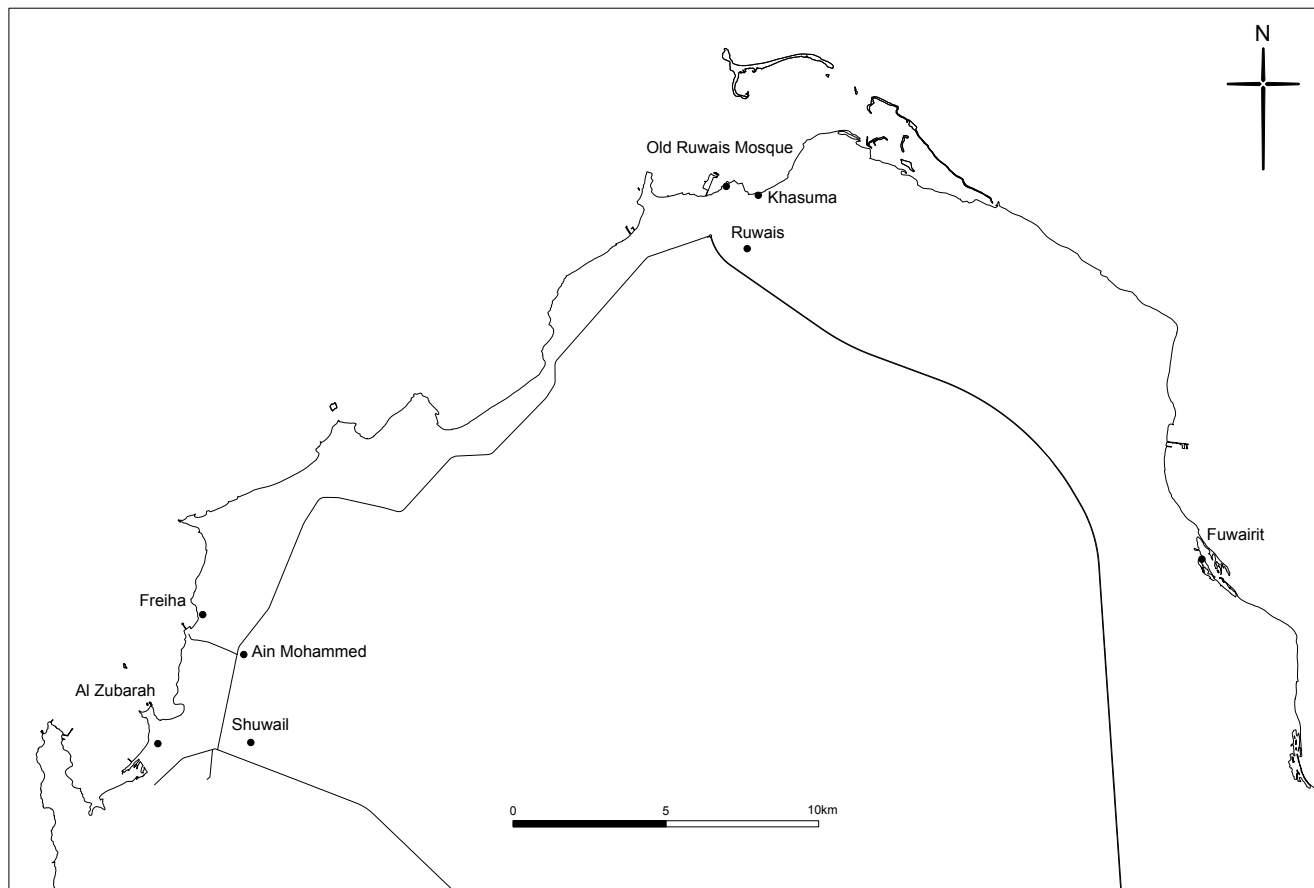 N
Old Ruwais Mosque
Khasuma
Ruwais
Fuwairit
Freiha
Ain Mohammed
Al Zubarah
Shuwail
0
5
10km